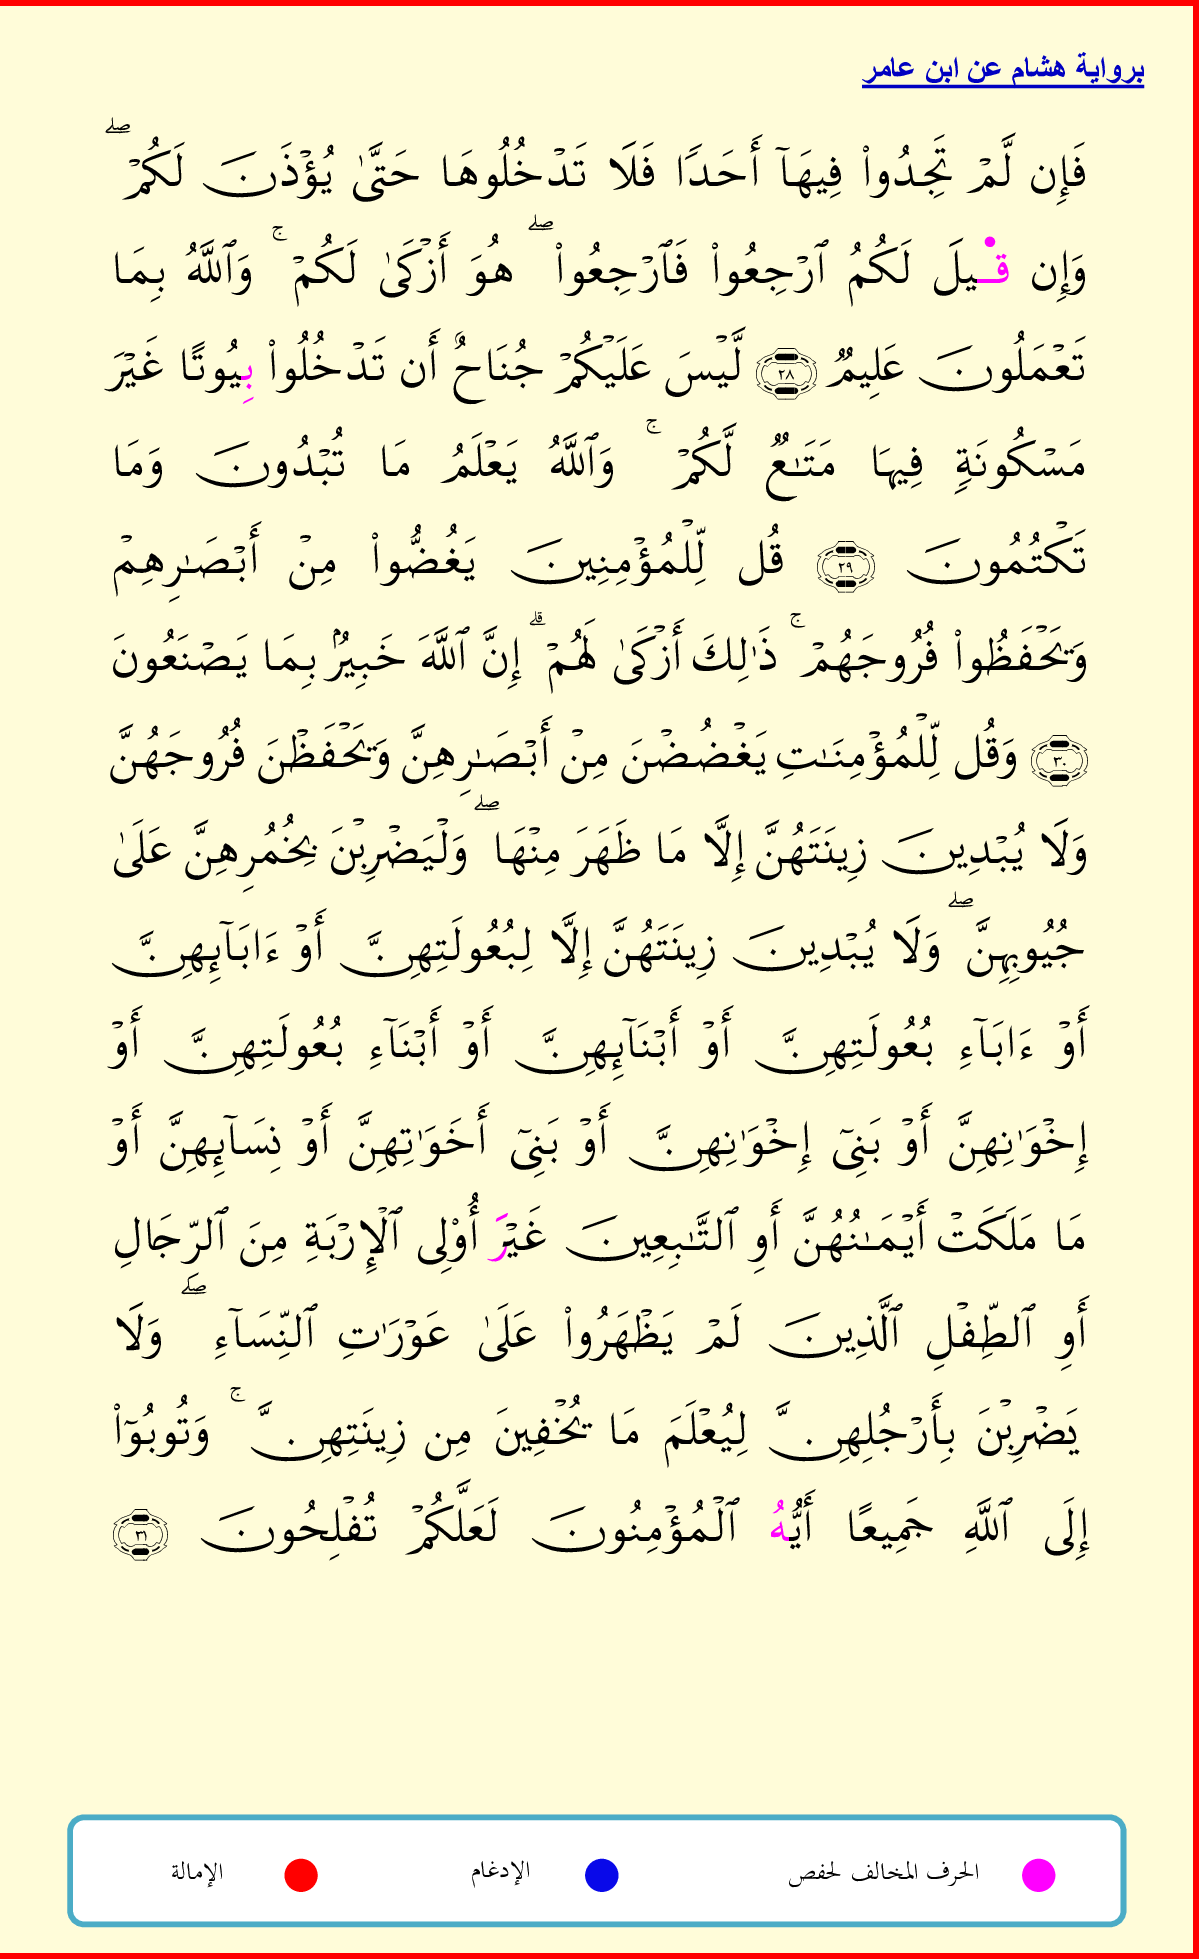 برواية هشام عن ابن عامر
فَإِن لَّمْ تَجِدُوا۟ فِيهَآ أَحَدًا فَلَا تَدْخُلُوهَا حَتَّىٰ يُؤْذَنَ لَكُمْ ۖ
وَإِن قِيلَ لَكُمُ ٱرْجِعُوا۟ فَٱرْجِعُوا۟ ۖ هُوَ أَزْكَىٰ لَكُمْ ۚ وَٱللَّهُ بِمَا
تَعْمَلُونَ عَلِيمٌ ٢٨ لَّيْسَ عَلَيْكُمْ جُنَاحٌ أَن تَدْخُلُوا۟ بِيُوتًا غَيْرَ
مَسْكُونَةٍ فِيهَا مَتَـٰعٌ لَّكُمْ ۚ وَٱللَّهُ يَعْلَمُ مَا تُبْدُونَ وَمَا
تَكْتُمُونَ ٢٩ قُل لِّلْمُؤْمِنِينَ يَغُضُّوا۟ مِنْ أَبْصَـٰرِهِمْ
وَيَحْفَظُوا۟ فُرُوجَهُمْ ۚ ذَٰلِكَ أَزْكَىٰ لَهُمْ ۗ إِنَّ ٱللَّهَ خَبِيرٌۢ بِمَا يَصْنَعُونَ
٣٠ وَقُل لِّلْمُؤْمِنَـٰتِ يَغْضُضْنَ مِنْ أَبْصَـٰرِهِنَّ وَيَحْفَظْنَ فُرُوجَهُنَّ
وَلَا يُبْدِينَ زِينَتَهُنَّ إِلَّا مَا ظَهَرَ مِنْهَا ۖ وَلْيَضْرِبْنَ بِخُمُرِهِنَّ عَلَىٰ
جُيُوبِهِنَّ ۖ وَلَا يُبْدِينَ زِينَتَهُنَّ إِلَّا لِبُعُولَتِهِنَّ أَوْ ءَابَآئِهِنَّ
أَوْ ءَابَآءِ بُعُولَتِهِنَّ أَوْ أَبْنَآئِهِنَّ أَوْ أَبْنَآءِ بُعُولَتِهِنَّ أَوْ
إِخْوَٰنِهِنَّ أَوْ بَنِىٓ إِخْوَٰنِهِنَّ أَوْ بَنِىٓ أَخَوَٰتِهِنَّ أَوْ نِسَآئِهِنَّ أَوْ
مَا مَلَكَتْ أَيْمَـٰنُهُنَّ أَوِ ٱلتَّـٰبِعِينَ غَيْرَ أُو۟لِى ٱلْإِرْبَةِ مِنَ ٱلرِّجَالِ
أَوِ ٱلطِّفْلِ ٱلَّذِينَ لَمْ يَظْهَرُوا۟ عَلَىٰ عَوْرَٰتِ ٱلنِّسَآءِ ۖ وَلَا
يَضْرِبْنَ بِأَرْجُلِهِنَّ لِيُعْلَمَ مَا يُخْفِينَ مِن زِينَتِهِنَّ ۚ وَتُوبُوٓا۟
إِلَى ٱللَّهِ جَمِيعًا أَيُّهُ ٱلْمُؤْمِنُونَ لَعَلَّكُمْ تُفْلِحُونَ ٣١
الحرف المخالف لحفص الإدغام الإمالة